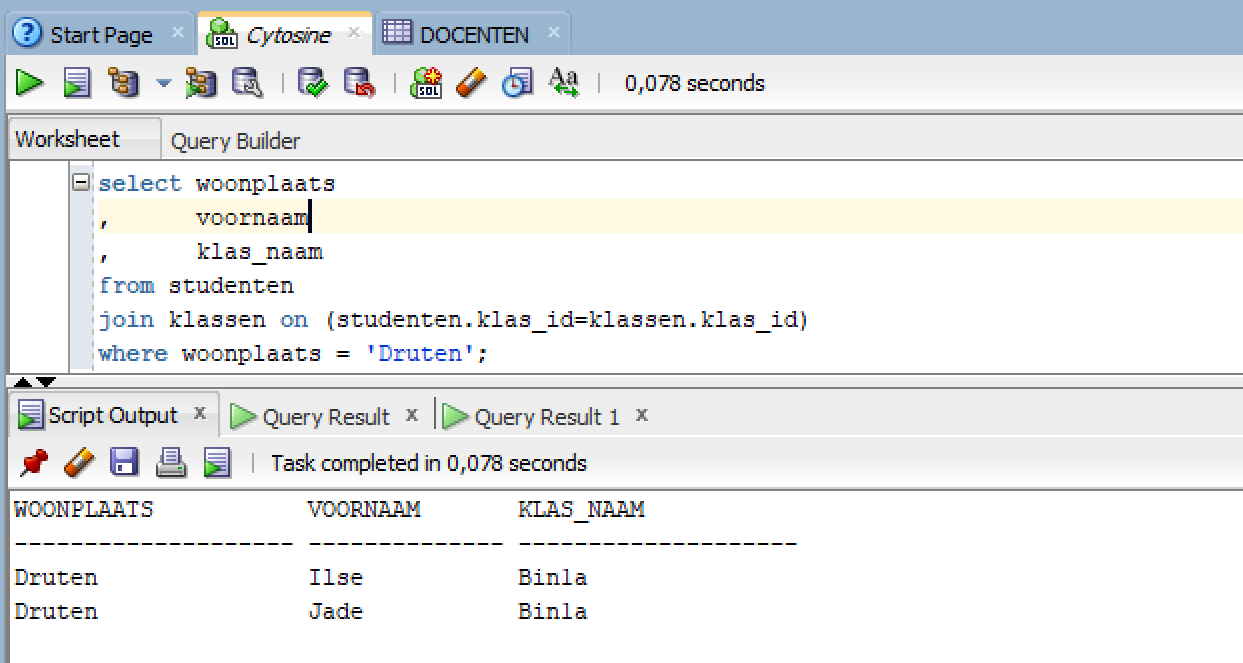 Start Page Cytosine DOCENTEN
0,078 seconds
Worksheet Query Builder
select woonplaats
, voornaam
, klas_naam
from studenten
join klassen on (studenten.klas_id=klassen.klas_id)
where woonplaats = 'Druten';
Script Output x Query Result x Query Result 1 x
Task completed in 0,078 seconds
WOONPLAATS VOORNAAM KLAS_NAAM
-------------------- -------------- --------------------
Druten Ilse Bin1a
Druten Jade Bin1a